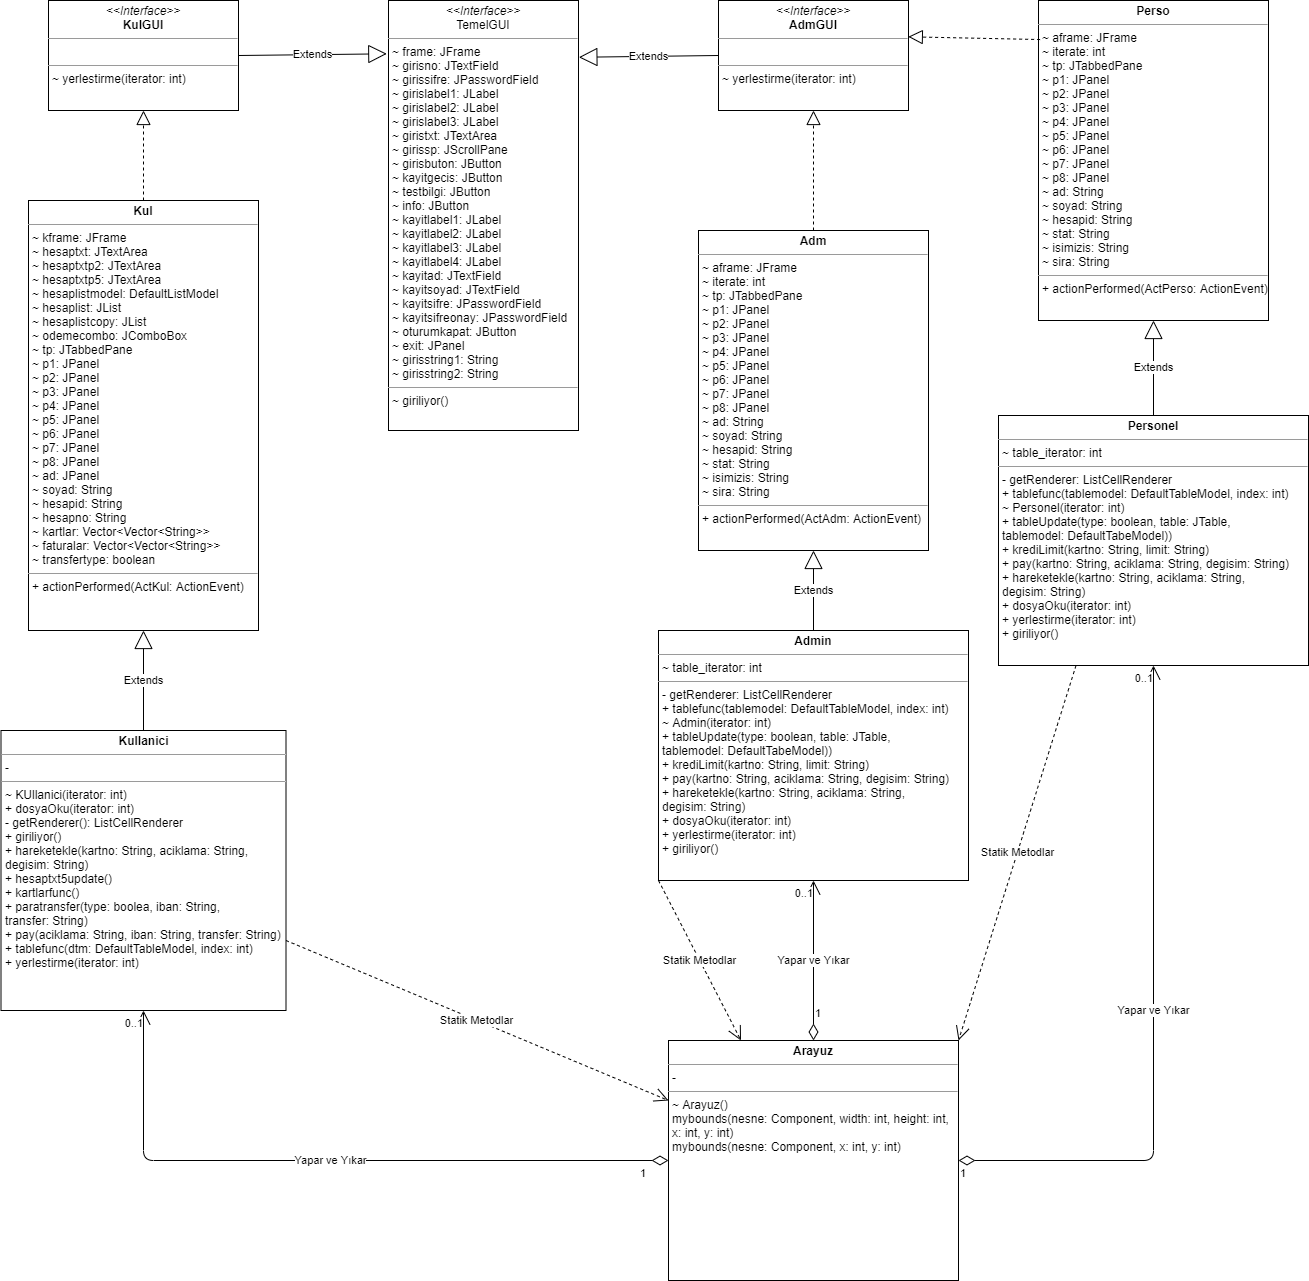 <<Interface>>
KulGUI
~ yerlestirme(iterator: int)
Extends
<<Interface>>
TemelGUI
~ frame: JFrame
~ girisno: JTextField
~ girissifre: JPasswordField
~ girislabel1: JLabel
~ girislabel2: JLabel
~ girislabel3: JLabel
~ giristxt: JTextArea
~ girissp: JScrollPane
~ girisbuton: JButton
~ kayitgecis: JButton
~ testbilgi: JButton
~ info: JButton
~ kayitlabel1: JLabel
~ kayitlabel2: JLabel
~ kayitlabel3: JLabel
~ kayitlabel4: JLabel
~ kayitad: JTextField
~ kayitsoyad: JTextField
~ kayitsifre: JPasswordField
~ kayitsifreonay: JPasswordField
~ oturumkapat: JButton
~ exit: JPanel
~ girisstring1: String
~ girisstring2: String
~ giriliyor()
Extends
<<Interface>>
AdmGUI
~ yerlestirme(iterator: int)
Perso
~ aframe: JFrame
~ iterate: int
~ tp: JTabbedPane
~ p1: JPanel
~ p2: JPanel
~ p3: JPanel
~ p4: JPanel
~ p5: JPanel
~ p6: JPanel
~ p7: JPanel
~ p8: JPanel
~ ad: String
~ soyad: String
~ hesapid: String
~ stat: String
~ isimizis: String
~ sira: String
+ actionPerformed(ActPerso: ActionEvent)
Kul
~ kframe: JFrame
~ hesaptxt: JTextArea
~ hesaptxtp2: JTextArea
~ hesaptxtp5: JTextArea
~ hesaplistmodel: DefaultListModel
~ hesaplist: JList
~ hesaplistcopy: JList
~ odemecombo: JComboBox
~ tp: JTabbedPane
~ p1: JPanel
~ p2: JPanel
~ p3: JPanel
~ p4: JPanel
~ p5: JPanel
~ p6: JPanel
~ p7: JPanel
~ p8: JPanel
~ ad: JPanel
~ soyad: String
~ hesapid: String
~ hesapno: String
~ kartlar: Vector<Vector<String>>
~ faturalar: Vector<Vector<String>>
~ transfertype: boolean
+ actionPerformed(ActKul: ActionEvent)
Adm
~ aframe: JFrame
~ iterate: int
~ tp: JTabbedPane
~ p1: JPanel
~ p2: JPanel
~ p3: JPanel
~ p4: JPanel
~ p5: JPanel
~ p6: JPanel
~ p7: JPanel
~ p8: JPanel
~ ad: String
~ soyad: String
~ hesapid: String
~ stat: String
~ isimizis: String
~ sira: String
+ actionPerformed(ActAdm: ActionEvent)
Extends
Personel
~ table_iterator: int
- getRenderer: ListCellRenderer
+ tablefunc(tablemodel: DefaultTableModel, index: int)
~ Personel(iterator: int)
+ tableUpdate(type: boolean, table: JTable,
tablemodel: DefaultTabeModel))
+ krediLimit(kartno: String, limit: String)
+ pay(kartno: String, aciklama: String, degisim: String)
+ hareketekle(kartno: String, aciklama: String,
degisim: String)
+ dosyaOku(iterator: int)
+ yerlestirme(iterator: int)
+ giriliyor()
Extends
Extends
Admin
~ table_iterator: int
- getRenderer: ListCellRenderer
+ tablefunc(tablemodel: DefaultTableModel, index: int)
~ Admin(iterator: int)
+ tableUpdate(type: boolean, table: JTable,
tablemodel: DefaultTabeModel))
+ krediLimit(kartno: String, limit: String)
+ pay(kartno: String, aciklama: String, degisim: String)
+ hareketekle(kartno: String, aciklama: String,
degisim: String)
+ dosyaOku(iterator: int)
+ yerlestirme(iterator: int)
+ giriliyor()
0..1
Kullanici
-
~ KUllanici(iterator: int)
+ dosyaOku(iterator: int)
- getRenderer(): ListCellRenderer
+ giriliyor()
+ hareketekle(kartno: String, aciklama: String,
degisim: String)
+ hesaptxt5update()
+ kartlarfunc()
+ paratransfer(type: boolea, iban: String,
transfer: String)
+ pay(aciklama: String, iban: String, transfer: String)
+ tablefunc(dtm: DefaultTableModel, index: int)
+ yerlestirme(iterator: int)
Statik Metodlar
0..1
Statik Metodlar
Yapar ve Yıkar
Yapar ve Yıkar
0..1
Statik Metodlar
1
Arayuz
-
~ Arayuz()
mybounds(nesne: Component, width: int, height: int,
x: int, y: int)
mybounds(nesne: Component, x: int, y: int)
Yapar ve Yıkar
1
1